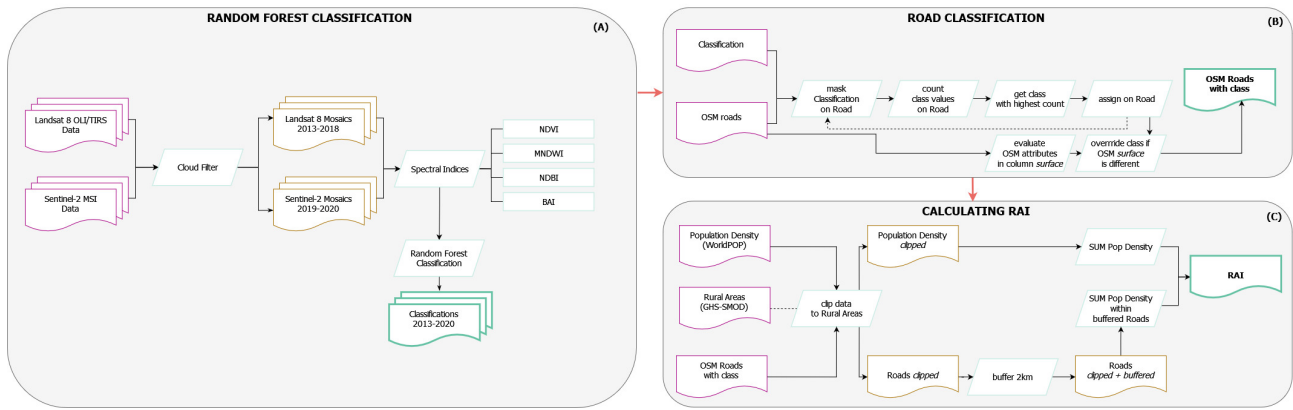 RANDOM FOREST CLASSIFICATION
(A)
Landsat 8 OLI/TIRS
Data
Sentinel-2 MSI
Data
Cloud Filter
Landsat 8 Mosaics
2013-2018
Sentinel-2 Mosaics
2019-2020
Spectral Indices
NDVI
MNDWI
NDBI
BAI
Random Forest
Classification
Classifications
2013-2020
ROAD CLASSIFICATION
(B)
Classification
OSM roads
mask
Classification
on Road
count
class values
on Road
get class
with highest count
assign on Road
evaluate
OSM attributes
in column surface
override class if
OSM surface
is different
OSM Roads
with class
CALCULATING RAI
(C)
Population Density
(WorldPOP)
Rural Areas
(GHS-SMOD)
OSM Roads
with class
clip data
to Rural Areas
Population Density
clipped
Roads clipped
buffer 2km
Roads
clipped + buffered
SUM Pop Density
SUM Pop Density
within
buffered Roads
RAI